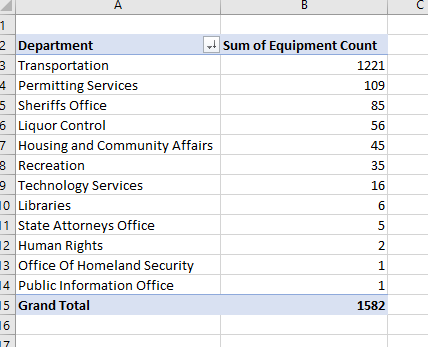 A B C
1
2 Department Sum of Equipment Count
3 Transportation 1221
4 Permitting Services 109
5 Sheriffs Office 85
6 Liquor Control 56
7 Housing and Community Affairs 45
8 Recreation 35
9 Technology Services 16
10 Libraries 6
11 State Attorneys Office 5
12 Human Rights 2
13 Office Of Homeland Security 1
14 Public Information Office 1
15 Grand Total 1582
16
17